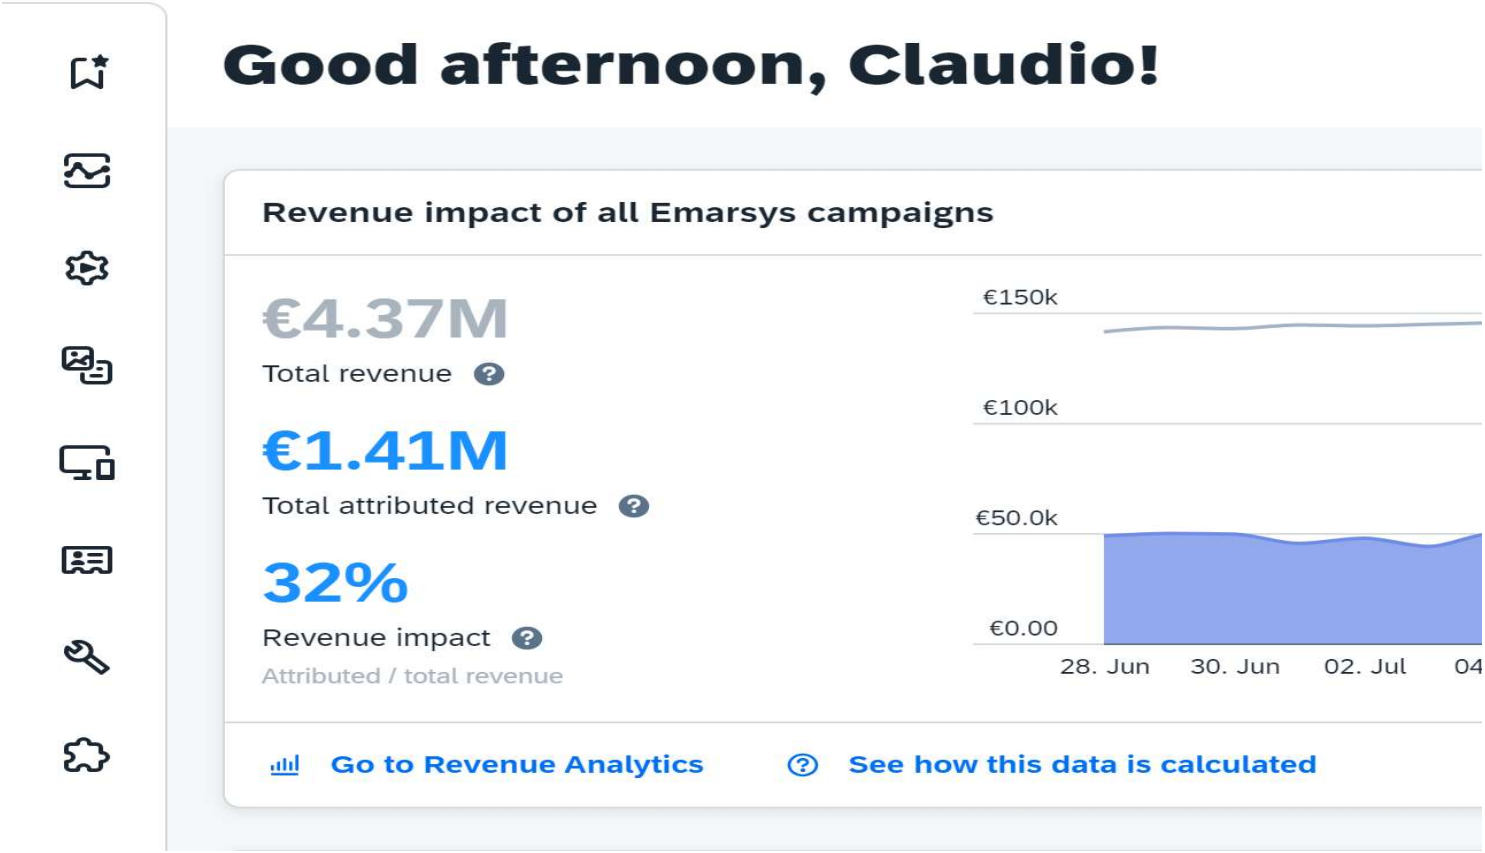 Good afternoon, Claudio!
Revenue impact of all Emarsys campaigns
€4.37M
Total revenue ?
€1.41M
Total attributed revenue ?
32%
Revenue impact ?
Attributed / total revenue
€150k
€100k
€50.0k
€0.00
28. Jun 30. Jun 02. Jul 04
Go to Revenue Analytics ? See how this data is calculated